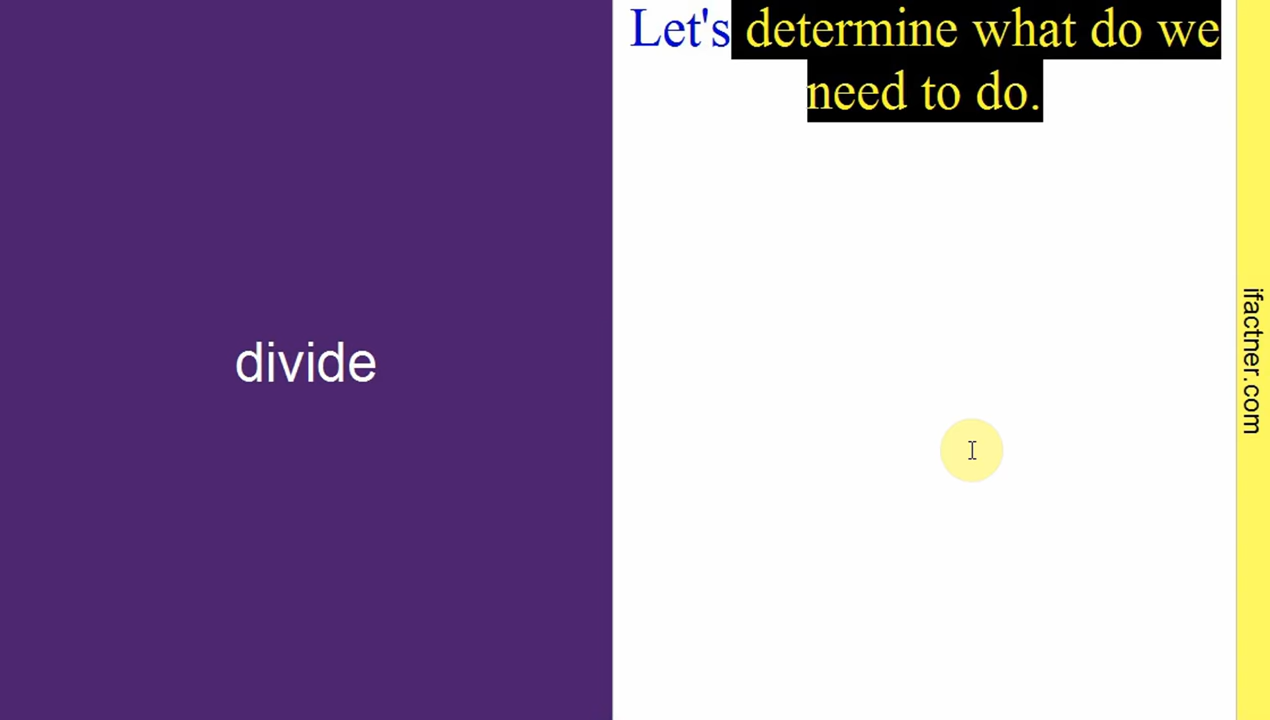 divide
Let's determine what do we
need to do.
ifactner.com